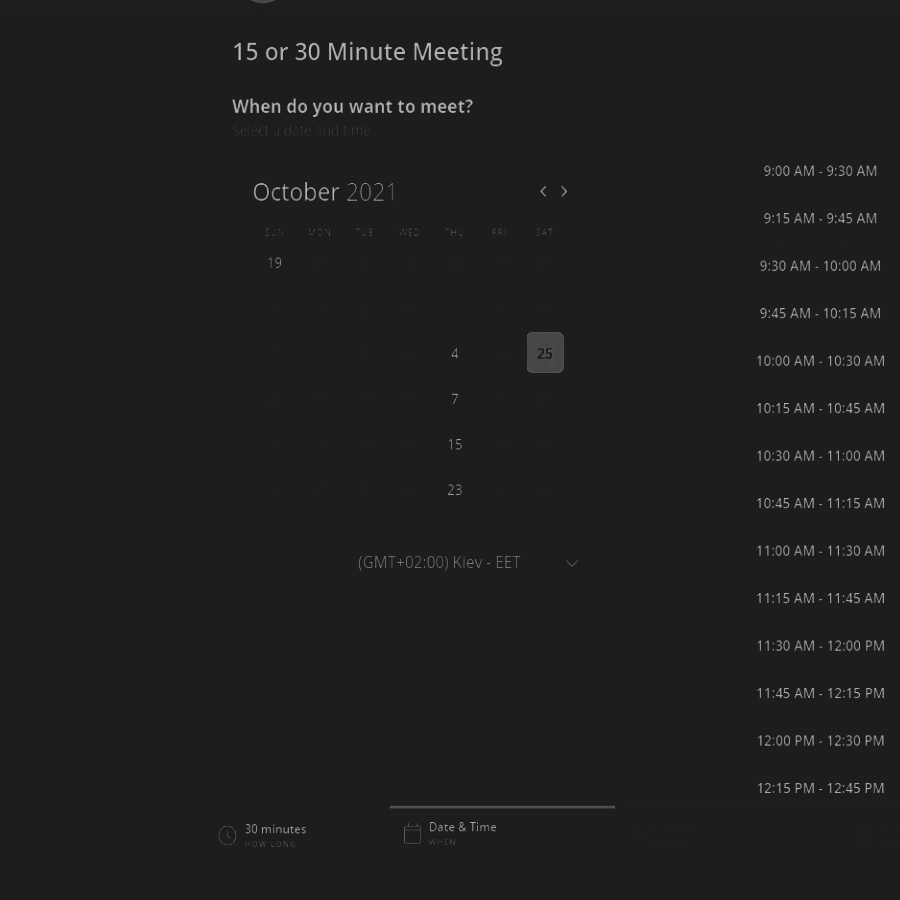 15 or 30 Minute Meeting
When do you want to meet?
Select a date and time
October 2021
SUN MON TUE WED THU FRI SAT
19
4 25
7
15
23
(GMT+02:00) Kiev - EET
9:00 AM - 9:30 AM
9:15 AM - 9:45 AM
9:30 AM - 10:00 AM
9:45 AM - 10:15 AM
10:00 AM - 10:30 AM
10:15 AM - 10:45 AM
10:30 AM - 11:00 AM
10:45 AM - 11:15 AM
11:00 AM - 11:30 AM
11:15 AM - 11:45 AM
11:30 AM - 12:00 PM
11:45 AM - 12:15 PM
12:00 PM - 12:30 PM
12:15 PM - 12:45 PM
30 minutes
HOW LONG
Date & Time
WHEN